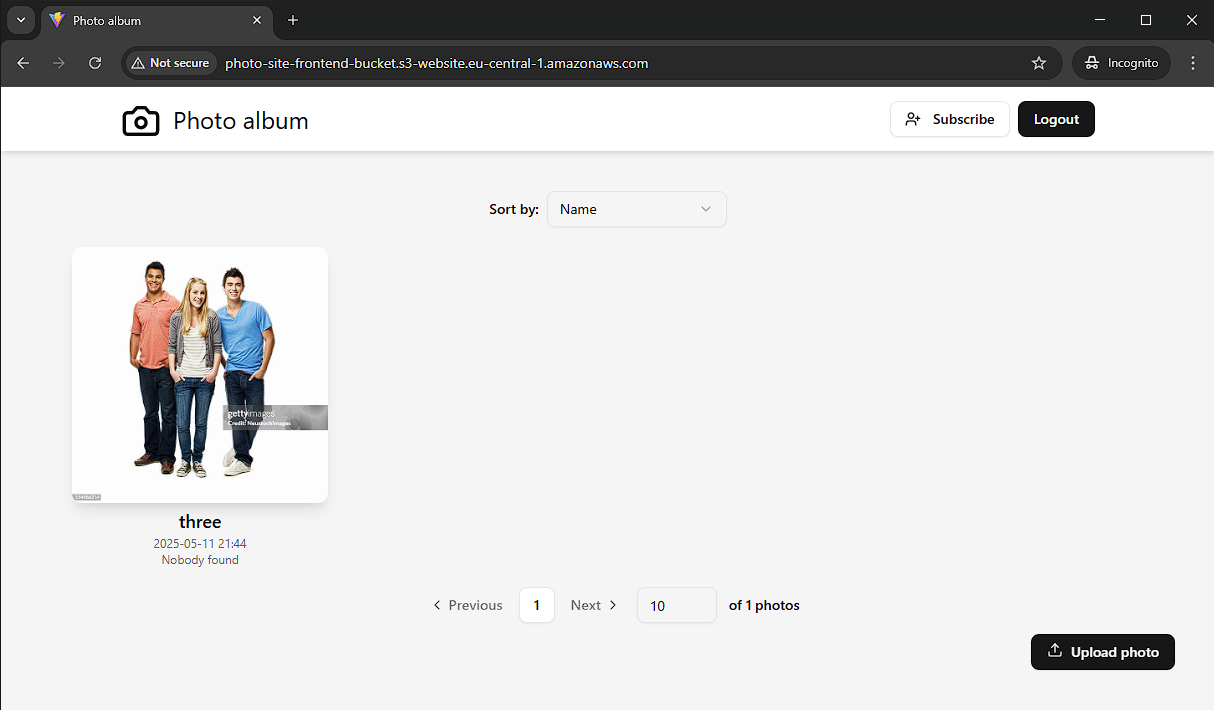 Photo album
Not secure
photo-site-frontend-bucket.s3-website.eu-central-1.amazonaws.com
Incognito
Photo album
Subscribe
Logout
Sort by:
Name
gettyimages
Credit: Neustockimages
three
2025-05-11 21:44
Nobody found
Previous
1
Next
10
of 1 photos
Upload photo